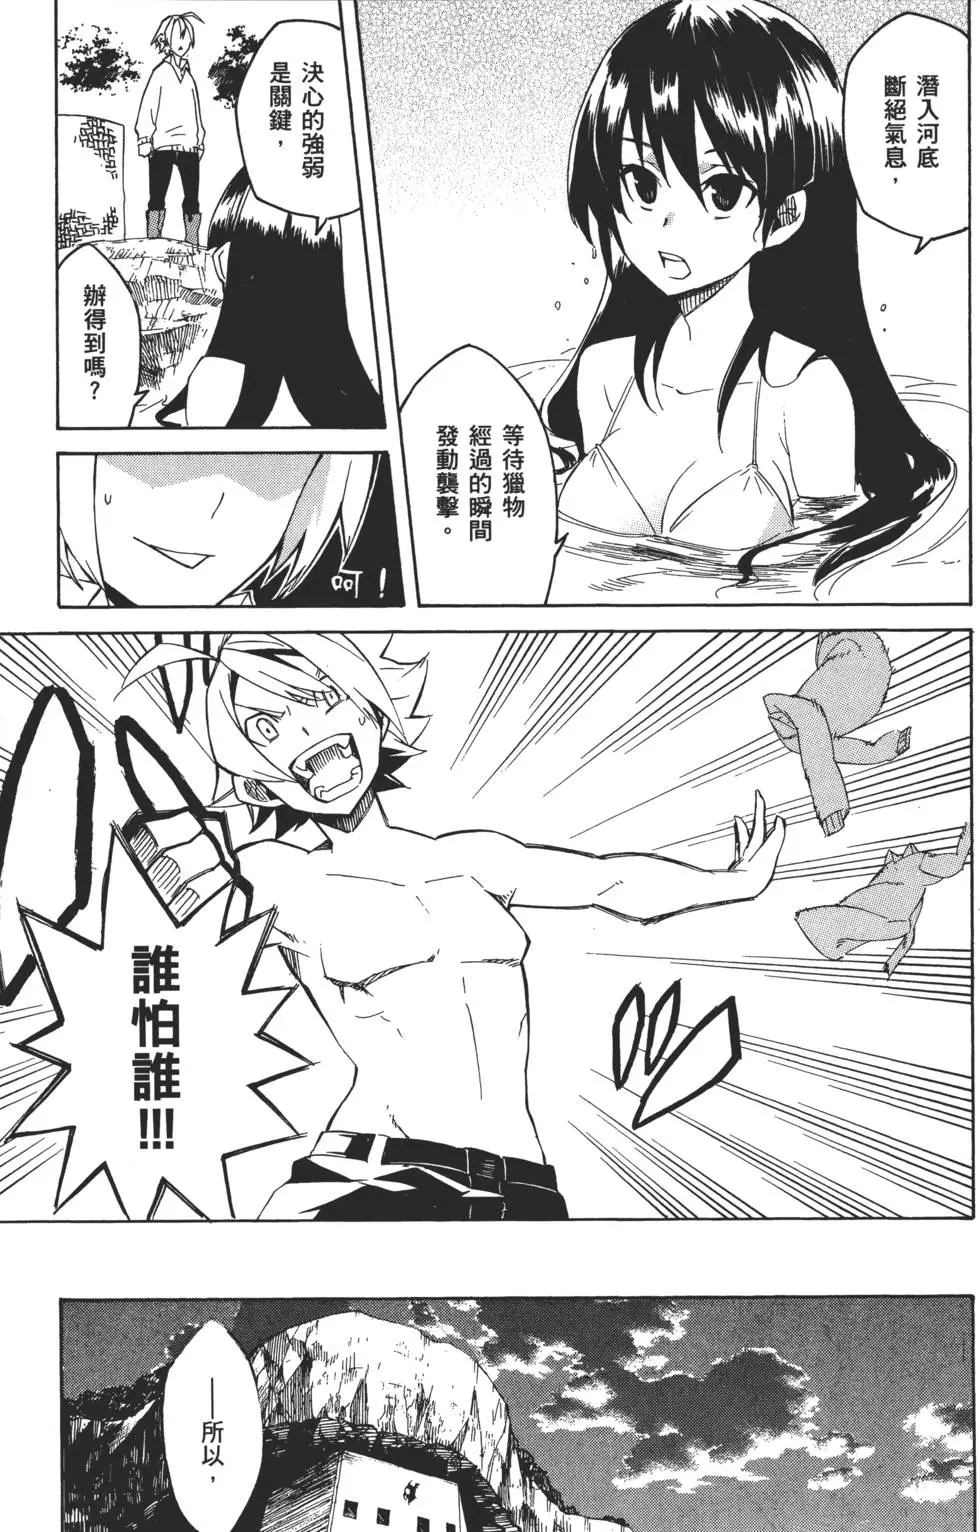 潛入河底
斷絕氣息，
等待獵物
經過的瞬間
發動襲擊。
決心的強弱
是關鍵，
辦得到嗎？
呵！
誰怕誰!!!
──所以，